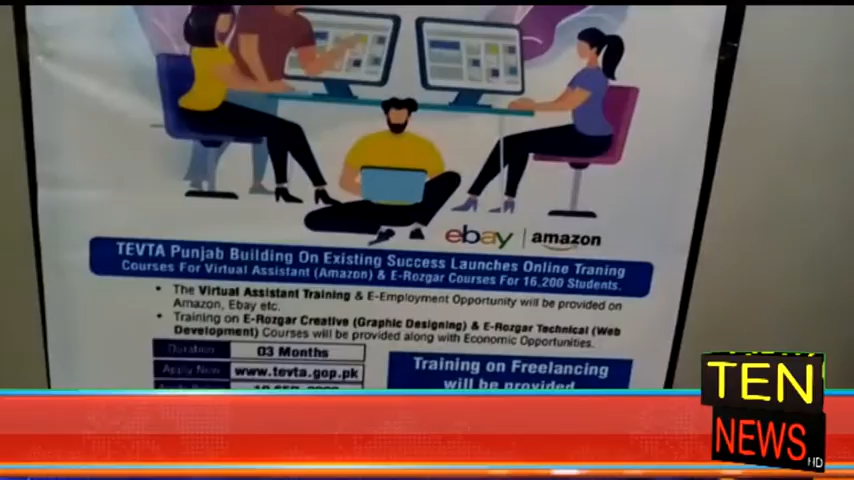 ebay | amazon
TEVTA Punjab Building On Existing Success Launches Online Traning
Courses For Virtual Assistant (Amazon) & E-Rozgar Courses For 16,200 Students.
• The Virtual Assistant Training & E-Employment Opportunity will be provided on
Amazon, Ebay etc.
• Training on E-Rozgar Creative (Graphic Designing) & E-Rozgar Technical (Web
Development) Courses will be provided along with Economic Opportunities.
Duration 03 Months
Apply Now www.tevta.gop.pk
Training on Freelancing
will be provided
TEN
NEWS
HD